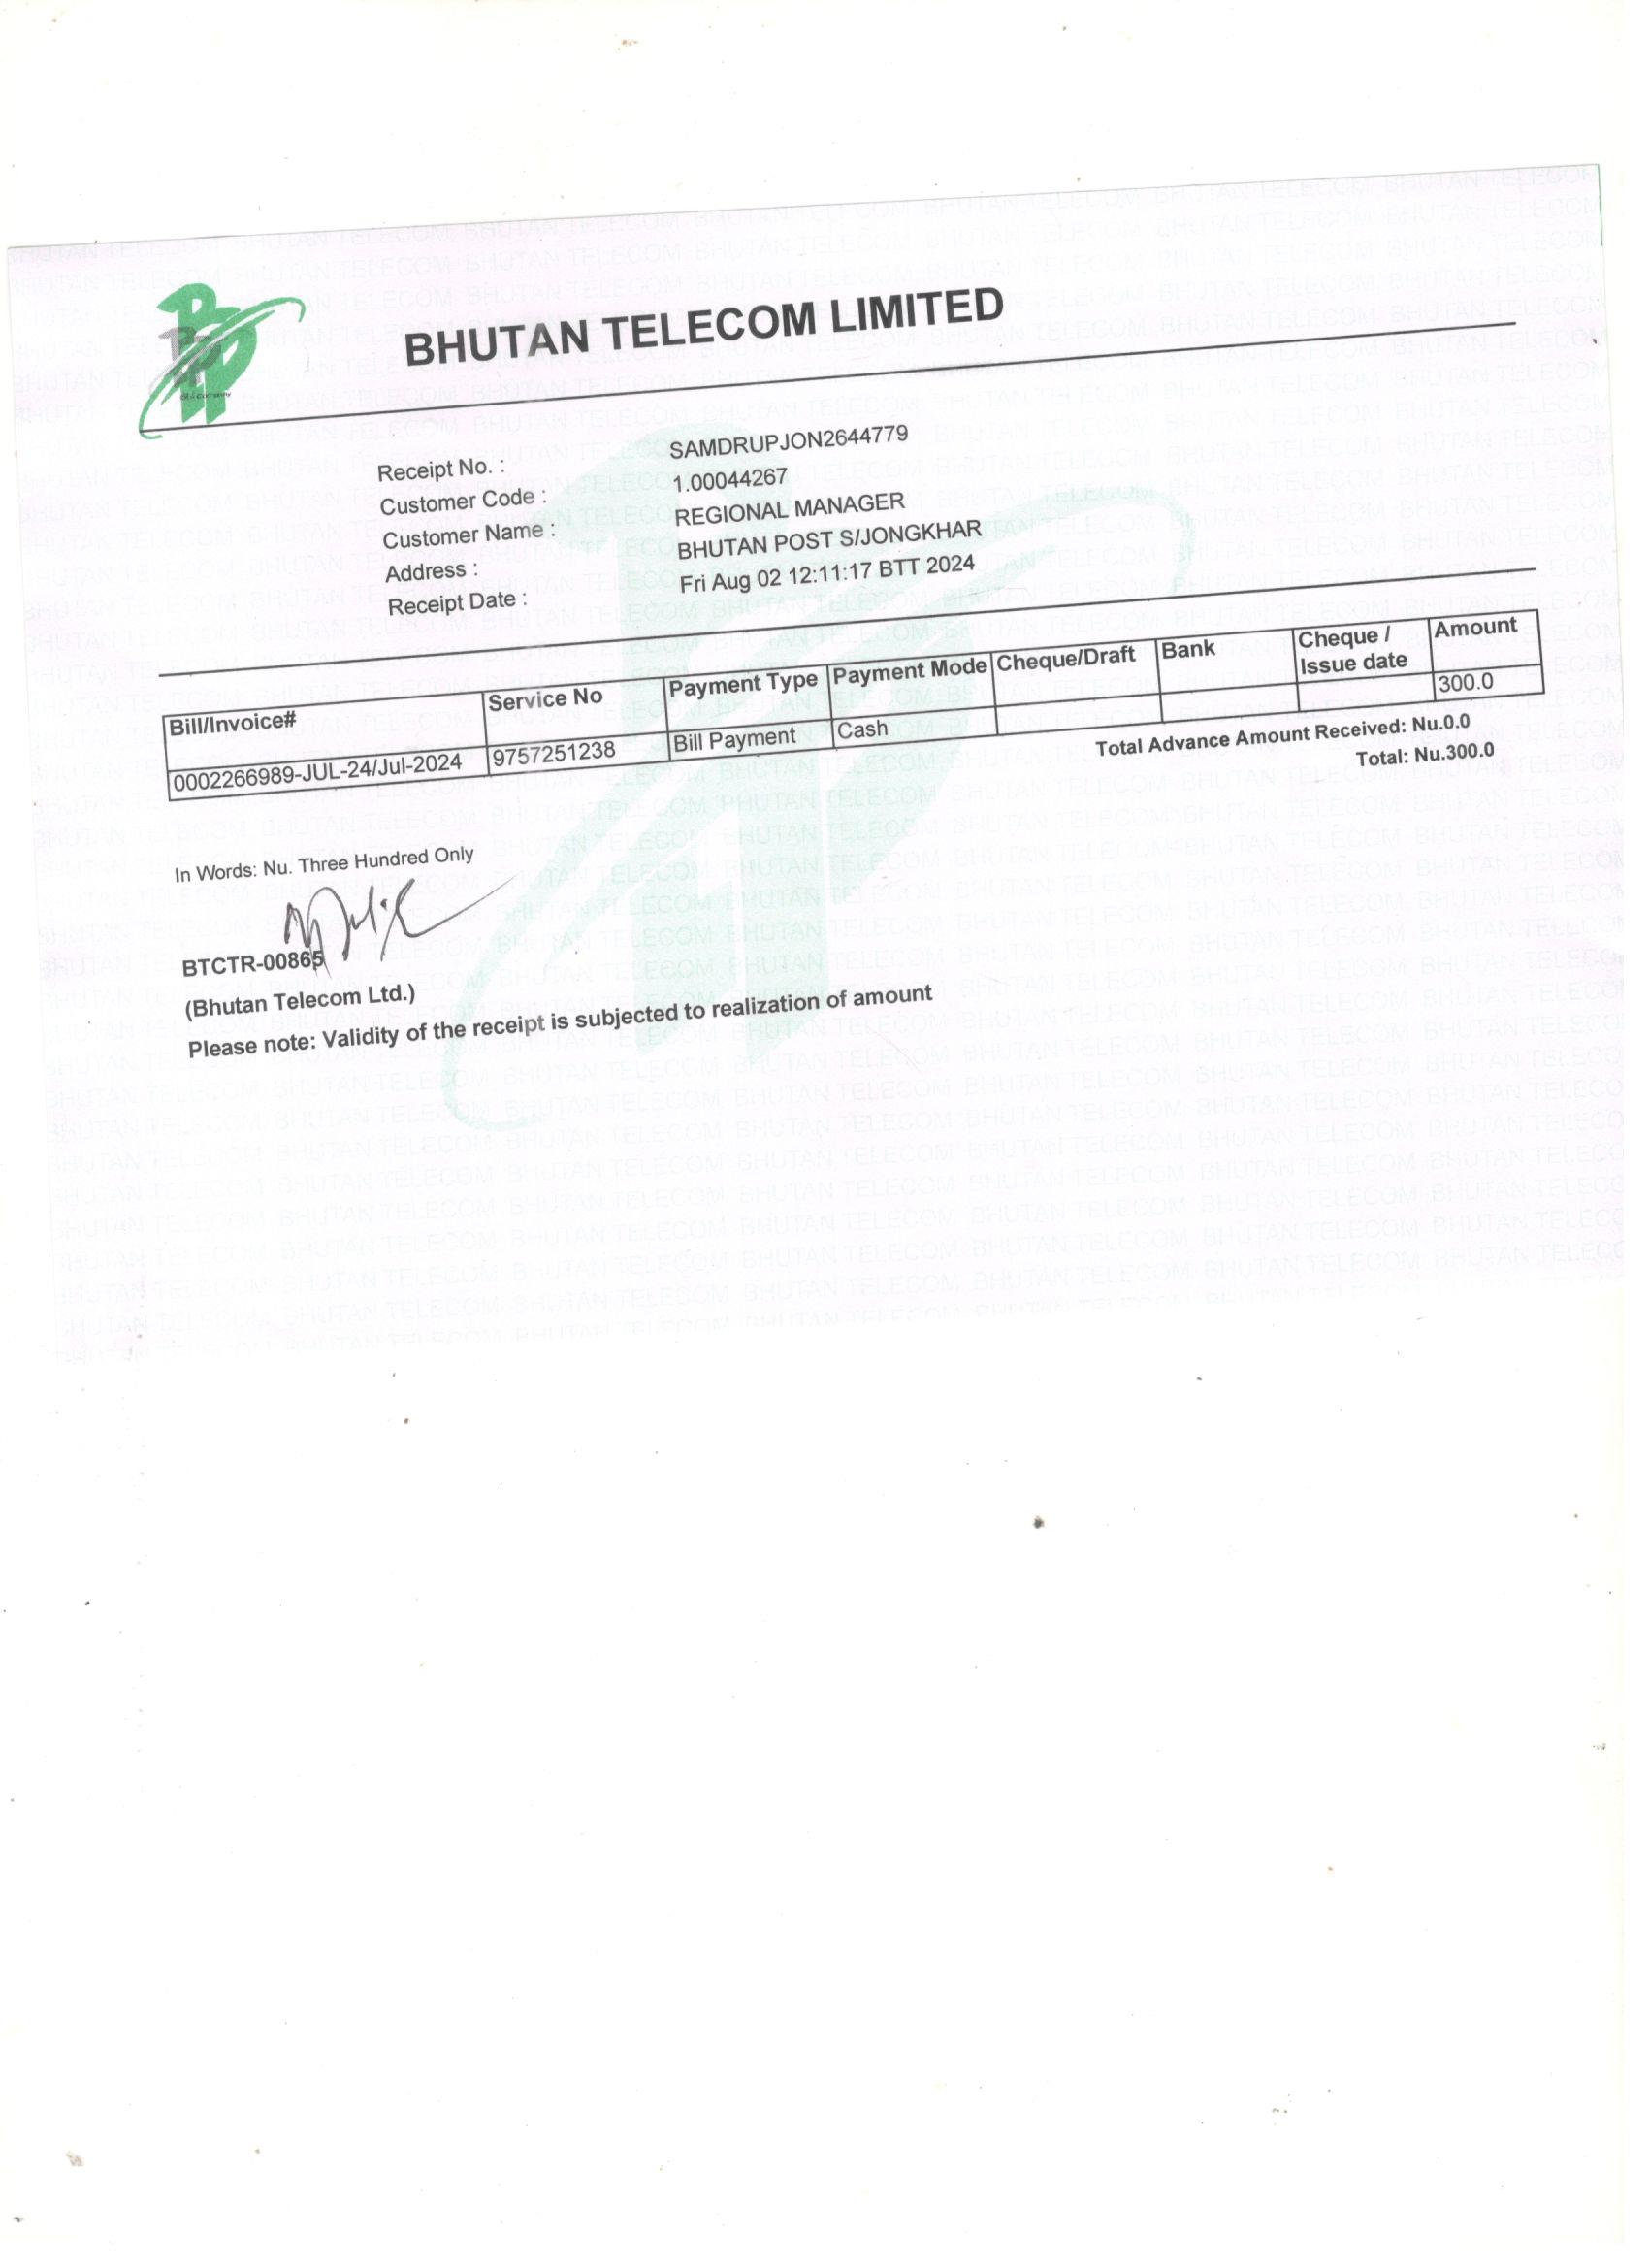 BHUTAN TELECOM LIMITED
Receipt No. : SAMDRUPJON2644779
Customer Code : 1.00044267
Customer Name : REGIONAL MANAGER
Address : BHUTAN POST S/JONGKHAR
Receipt Date : Fri Aug 02 12:11:17 BTT 2024
Bill/Invoice# Service No Payment Type Payment Mode Cheque/Draft Bank Cheque / Issue date Amount
0002266989-JUL-24/Jul-2024 9757251238 Bill Payment Cash 300.0
Total Advance Amount Received: Nu.0.0
Total: Nu.300.0
In Words: Nu. Three Hundred Only
BTCTR-00865
(Bhutan Telecom Ltd.)
Please note: Validity of the receipt is subjected to realization of amount